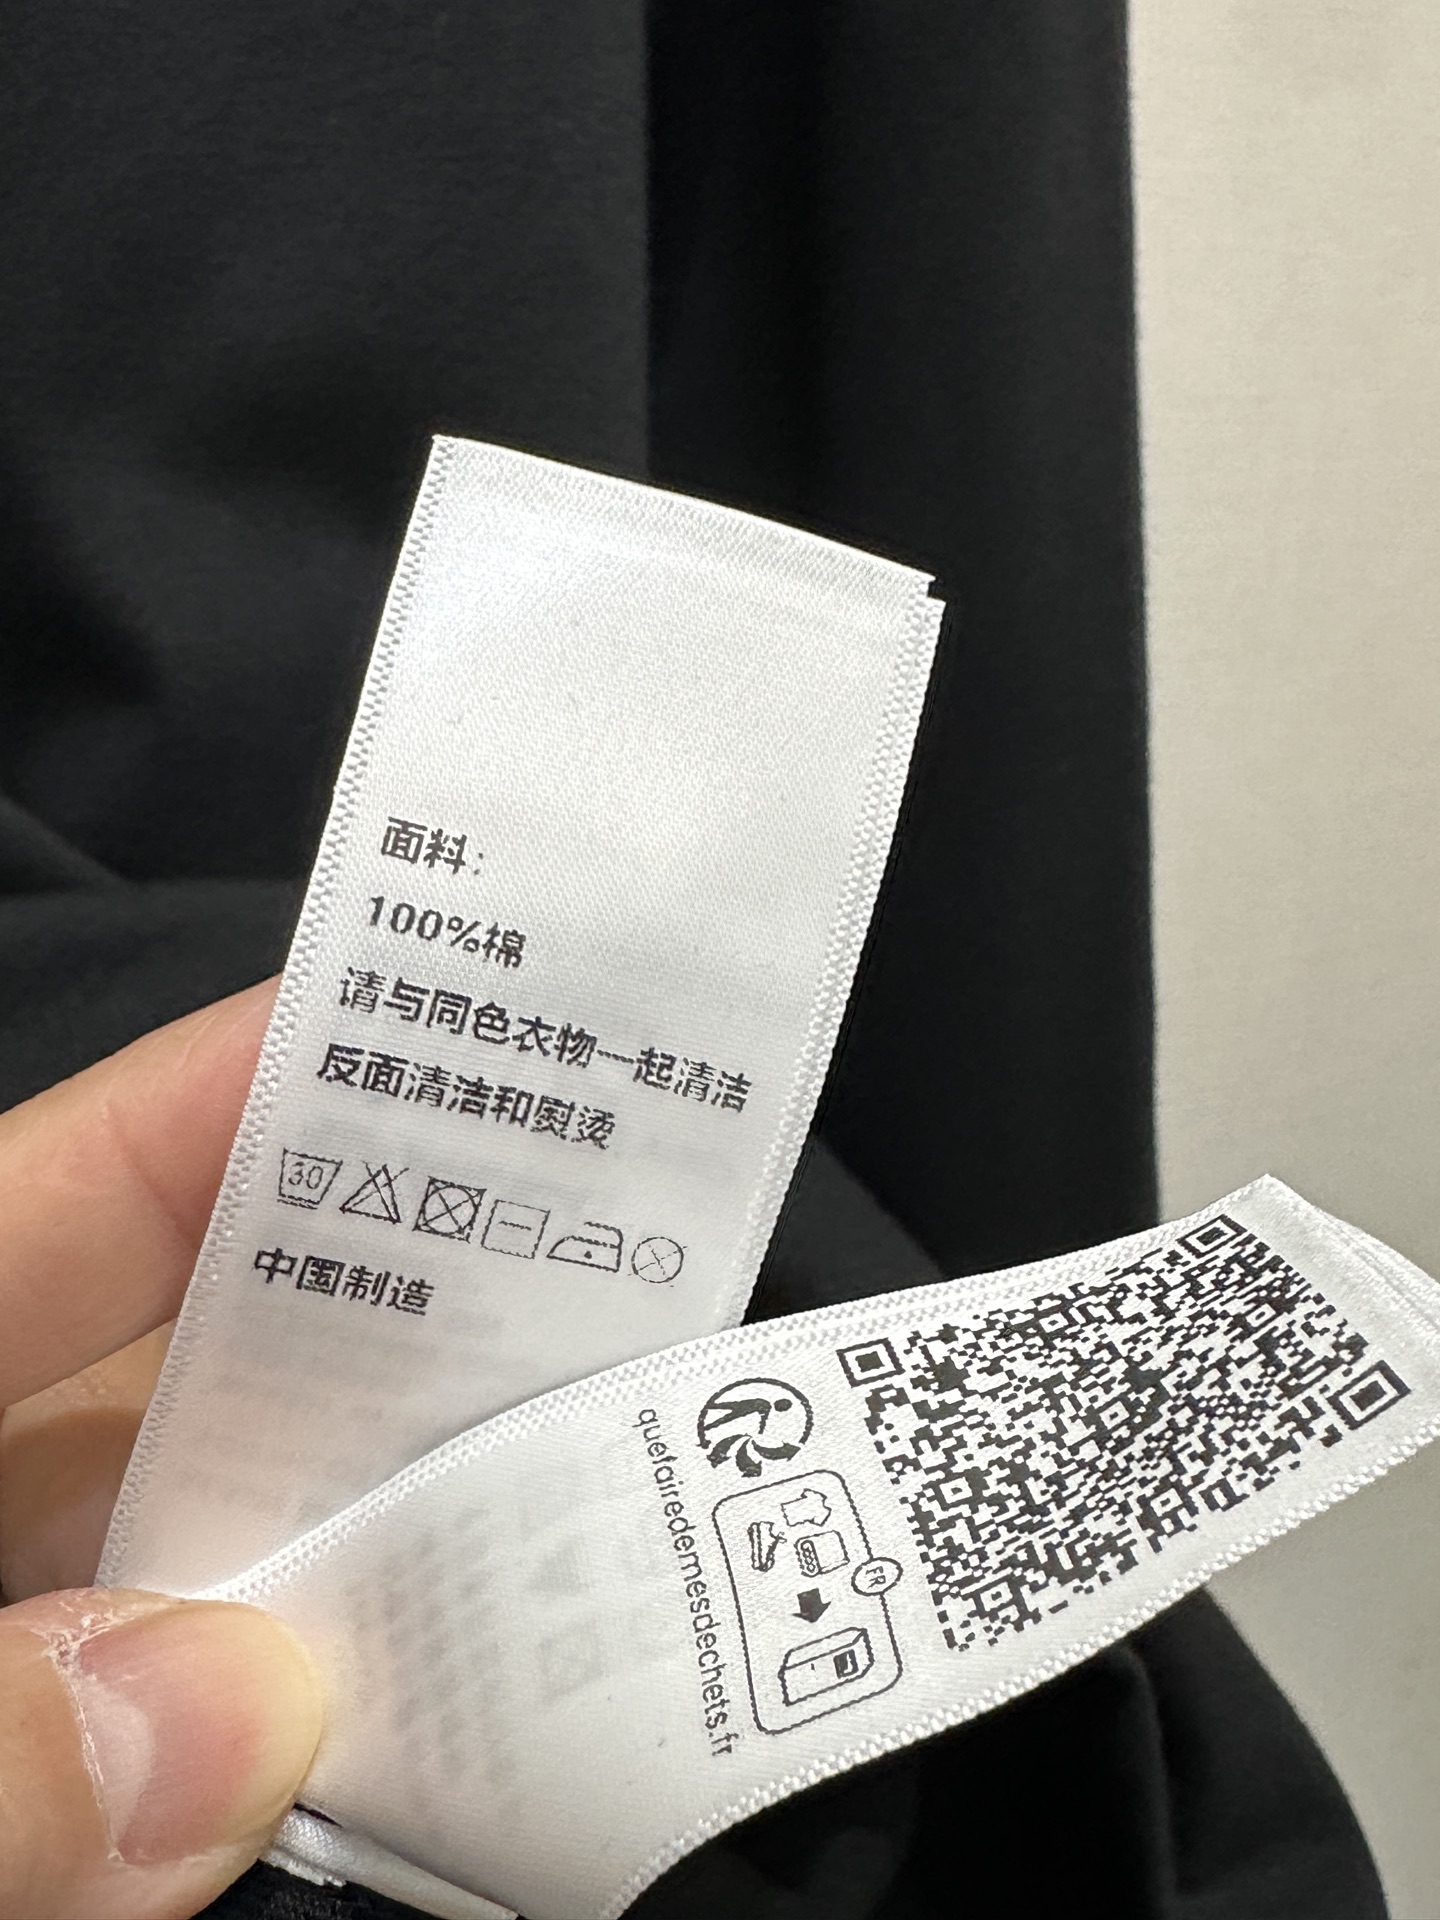 面料:
100%棉
请与同色衣物一起清洁
反面清洁和熨烫
30
中国制造
quefairedemesdechets.fr
FR